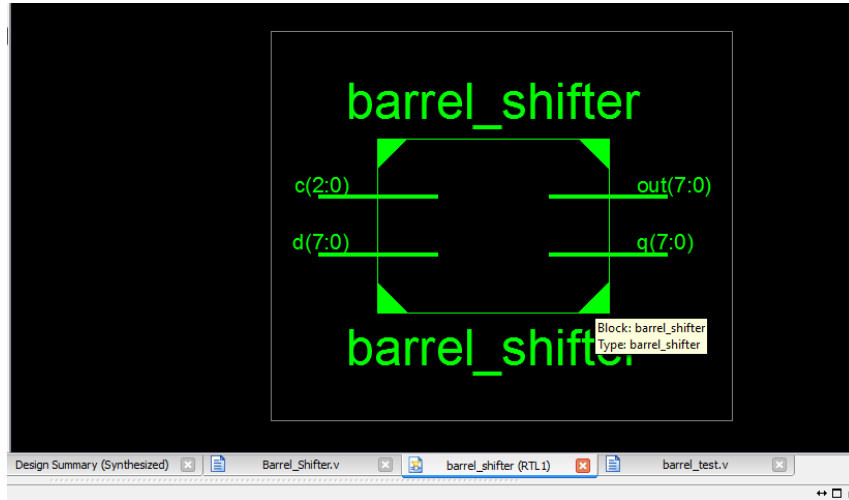 barrel_shifter
c(2:0)
out(7:0)
d(7:0)
q(7:0)
barrel_shifter
Block: barrel_shifter
Type: barrel_shifter
Design Summary (Synthesized)
Barrel_Shifter.v
barrel_shifter (RTL1)
barrel_test.v